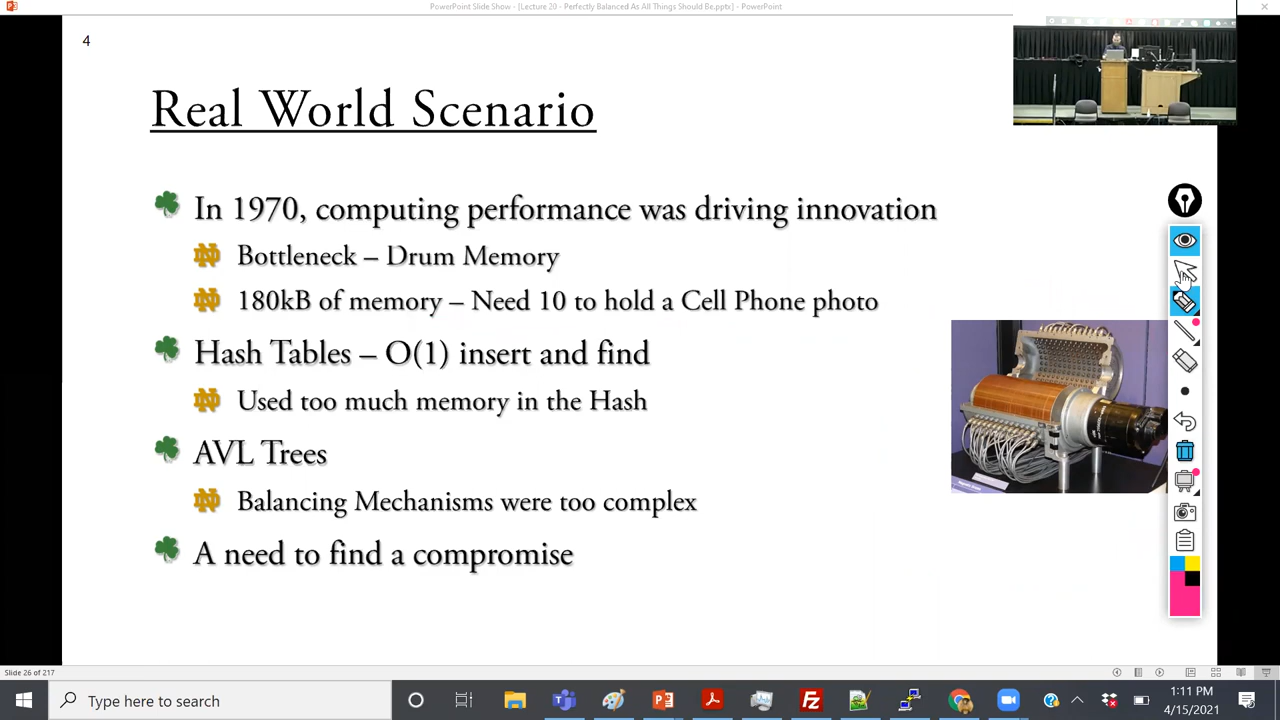 PowerPoint Slide Show - [Lecture 20 - Perfectly Balanced As All Things Should Be.pptx] - PowerPoint
4
Real World Scenario
In 1970, computing performance was driving innovation
Bottleneck – Drum Memory
180kB of memory – Need 10 to hold a Cell Phone photo
Hash Tables – O(1) insert and find
Used too much memory in the Hash
AVL Trees
Balancing Mechanisms were too complex
A need to find a compromise
Slide 26 of 217
Type here to search
1:11 PM
4/15/2021